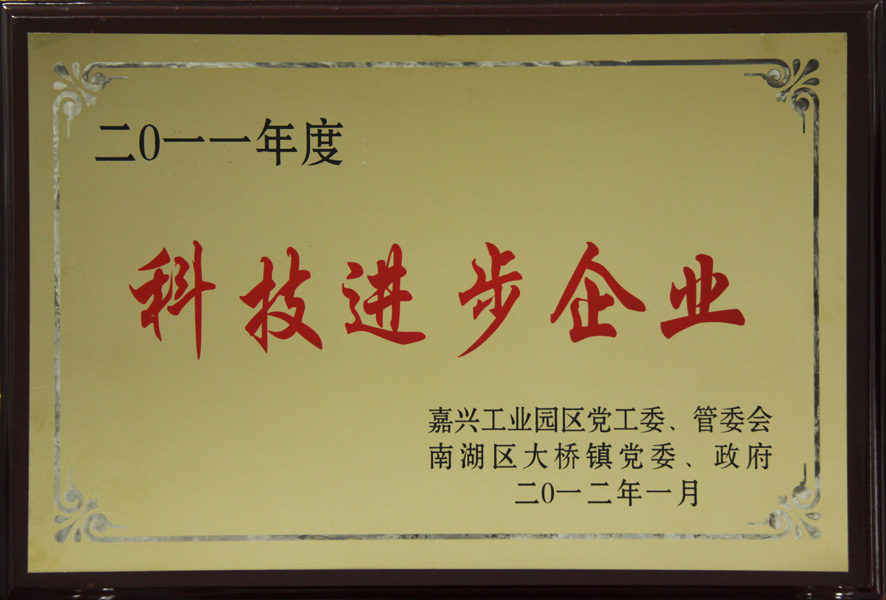 二0一一年度
科技进步企业
嘉兴工业园区党工委、管委会
南湖区大桥镇党委、政府
二0一二年一月